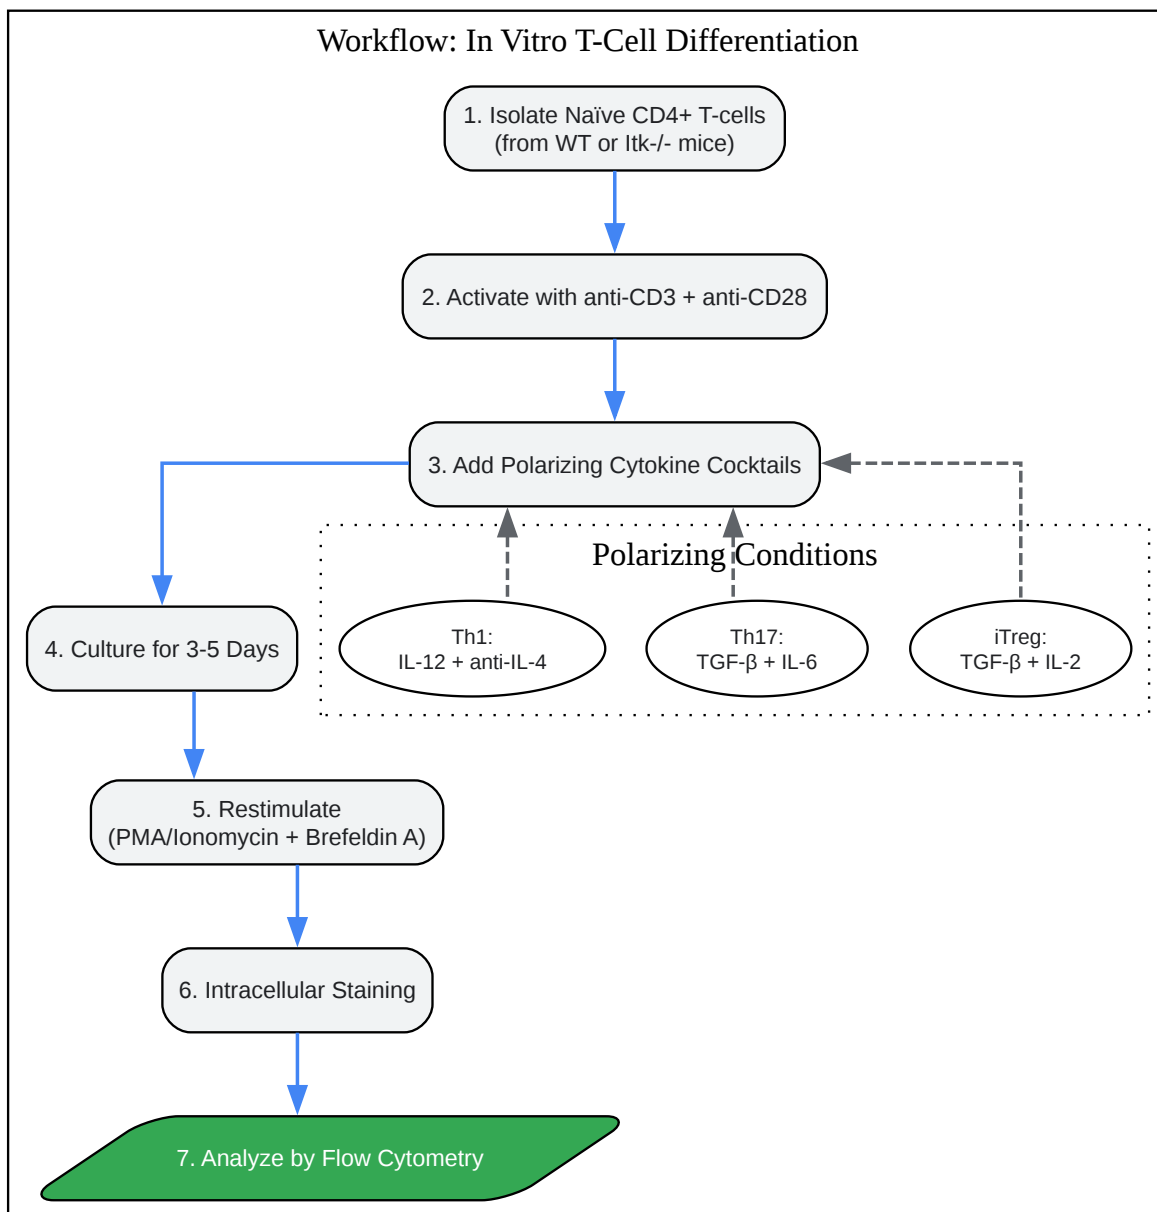 Workflow: In Vitro T-Cell Differentiation
1. Isolate Naïve CD4+ T-cells
(from WT or Itk-/- mice)
2. Activate with anti-CD3 + anti-CD28
3. Add Polarizing Cytokine Cocktails
Polarizing Conditions
Th1:
IL-12 + anti-IL-4
Th17:
TGF-β + IL-6
iTreg:
TGF-β + IL-2
4. Culture for 3-5 Days
5. Restimulate
(PMA/Ionomycin + Brefeldin A)
6. Intracellular Staining
7. Analyze by Flow Cytometry